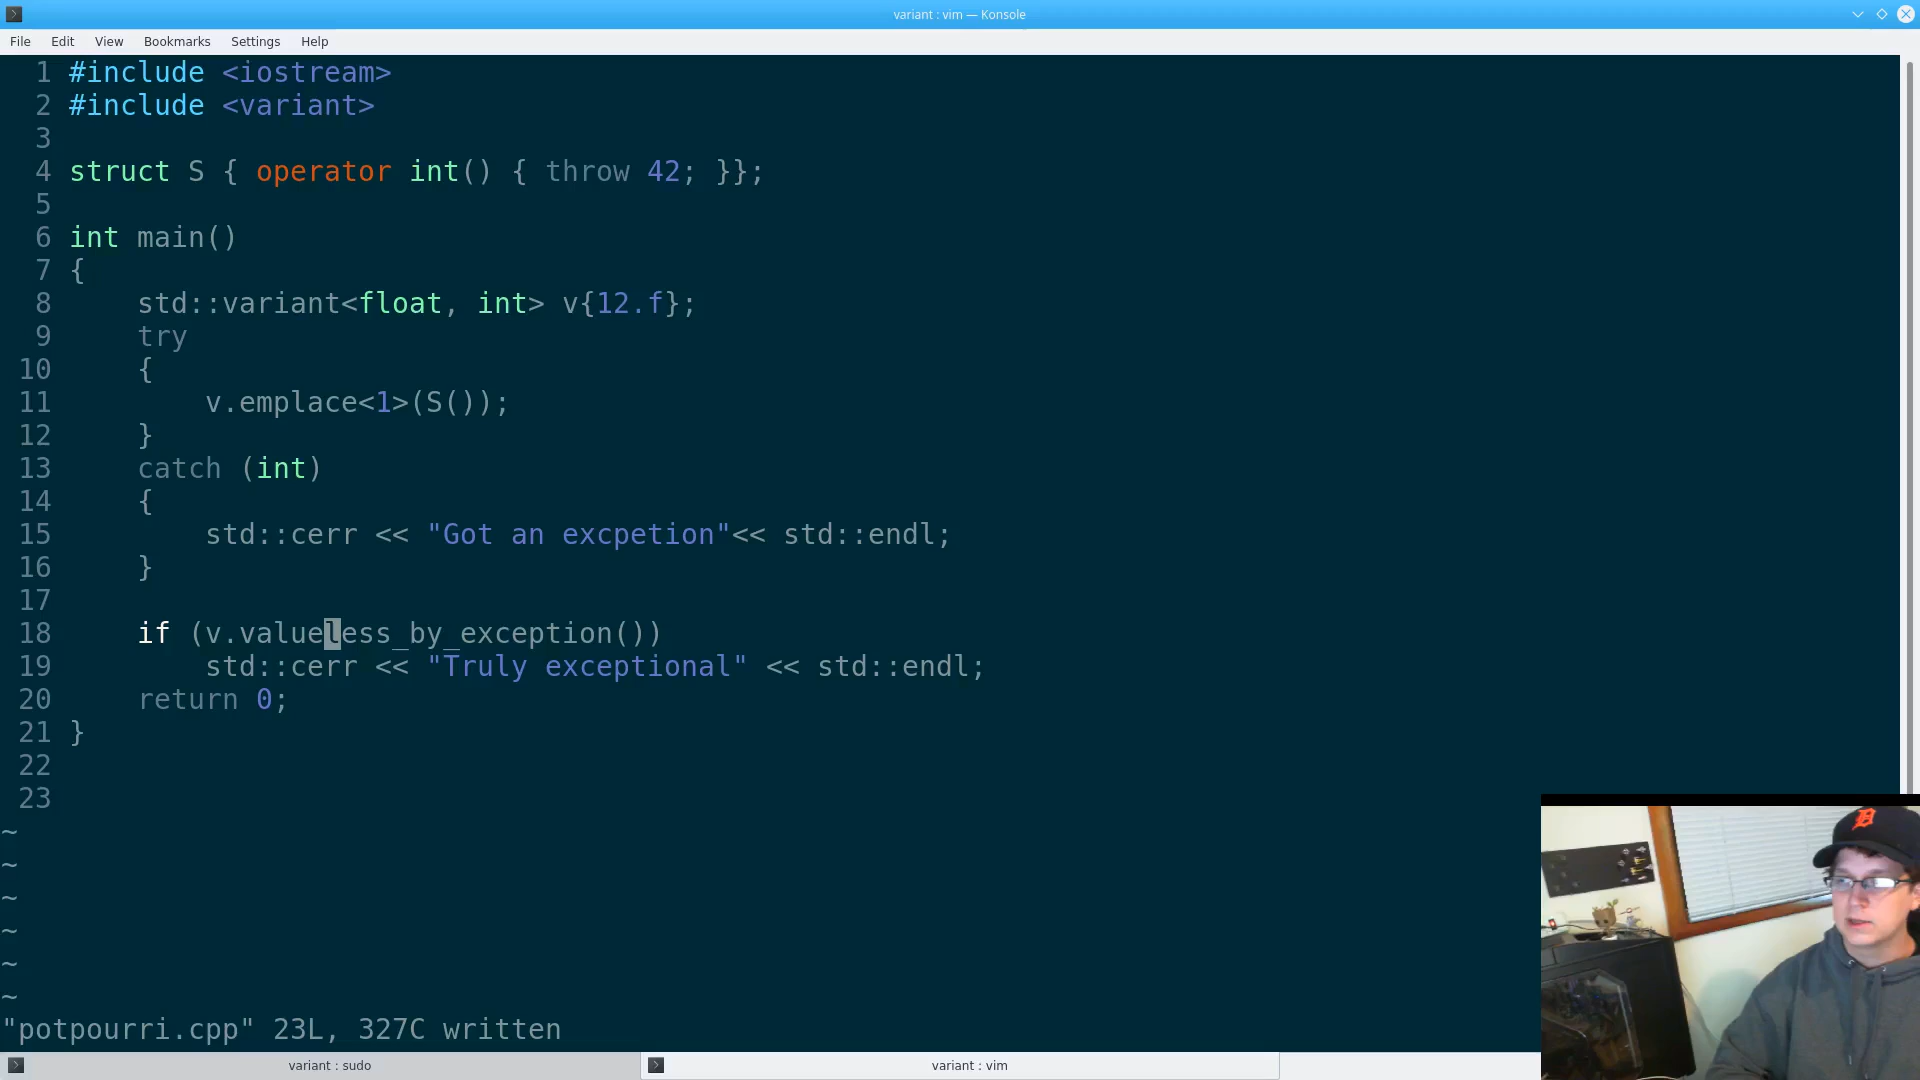 variant : vim — Konsole
File Edit View Bookmarks Settings Help
1 #include <iostream>
2 #include <variant>
3
4 struct S { operator int() { throw 42; }};
5
6 int main()
7 {
8 std::variant<float, int> v{12.f};
9 try
10 {
11 v.emplace<1>(S());
12 }
13 catch (int)
14 {
15 std::cerr << "Got an excpetion"<< std::endl;
16 }
17
18 if (v.valueless_by_exception())
19 std::cerr << "Truly exceptional" << std::endl;
20 return 0;
21 }
22
23
~
~
~
~
~
~
"potpourri.cpp" 23L, 327C written
variant : sudo
variant : vim